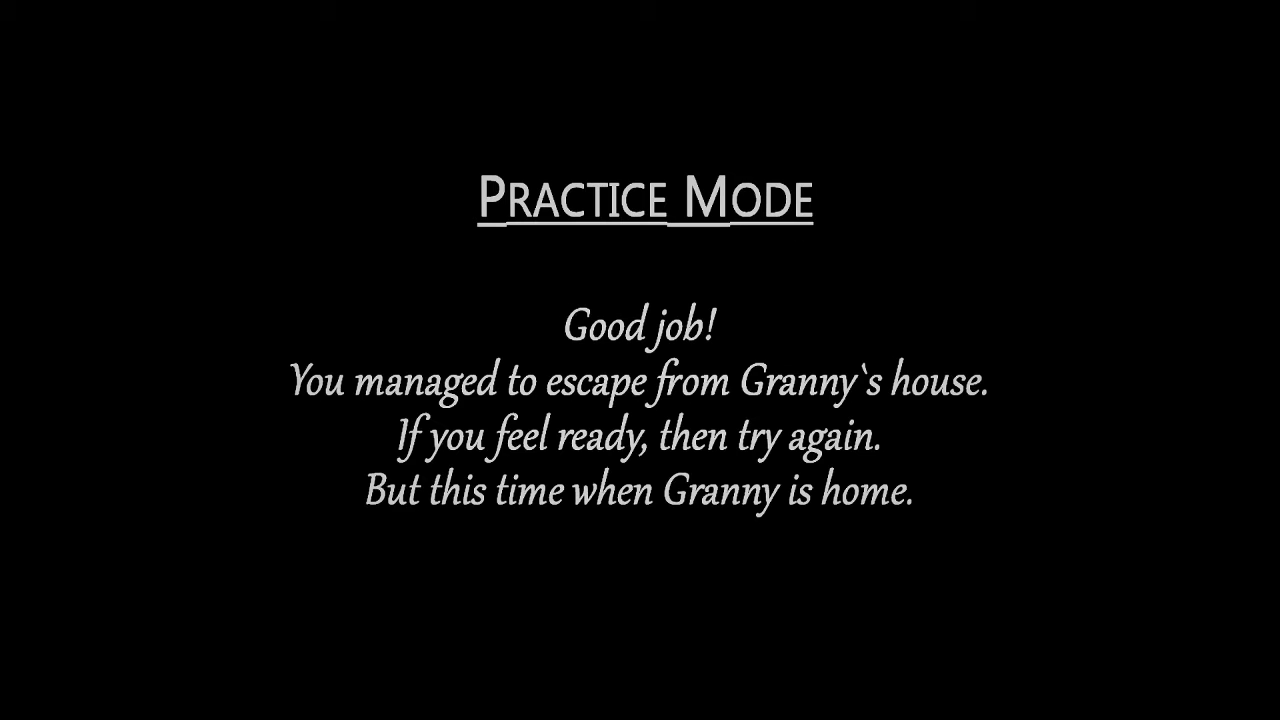 Practice Mode
Good job!
You managed to escape from Granny`s house.
If you feel ready, then try again.
But this time when Granny is home.